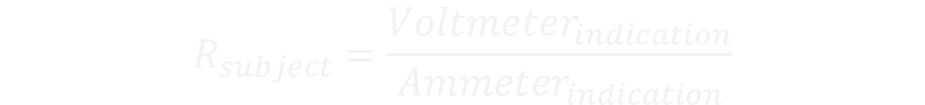 R_subject = Voltmeter_indication / Ammeter_indication